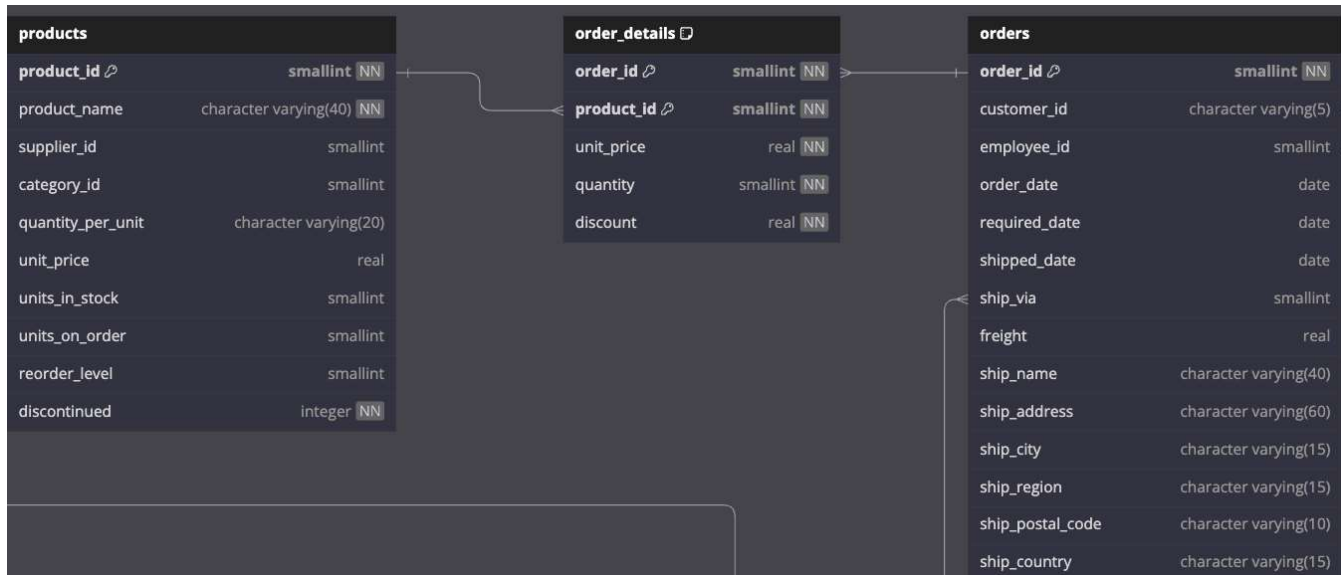 products
product_id smallint NN
product_name character varying(40) NN
supplier_id smallint
category_id smallint
quantity_per_unit character varying(20)
unit_price real
units_in_stock smallint
units_on_order smallint
reorder_level smallint
discontinued integer NN
order_details
order_id smallint NN
product_id smallint NN
unit_price real NN
quantity smallint NN
discount real NN
orders
order_id smallint NN
customer_id character varying(5)
employee_id smallint
order_date date
required_date date
shipped_date date
ship_via smallint
freight real
ship_name character varying(40)
ship_address character varying(60)
ship_city character varying(15)
ship_region character varying(15)
ship_postal_code character varying(10)
ship_country character varying(15)